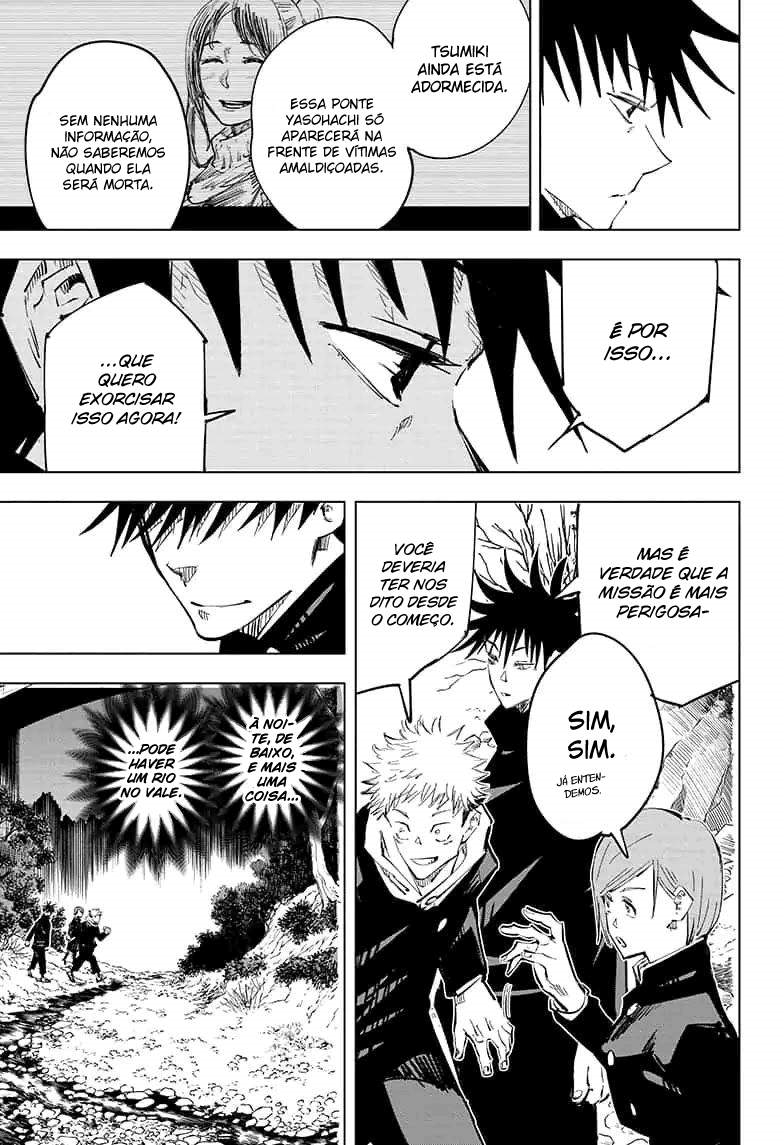 TSUMIKI
AINDA ESTÁ
ADORMECIDA.
ESSA PONTE
YASOHACHI SÓ
APARECERÁ NA
FRENTE DE VÍTIMAS
AMALDIÇOADAS.
SEM NENHUMA
INFORMAÇÃO,
NÃO SABEREMOS
QUANDO ELA
SERÁ MORTA.
É POR
ISSO...
...QUE
QUERO
EXORCISAR
ISSO AGORA!
MAS É
VERDADE QUE A
MISSÃO É MAIS
PERIGOSA-
SIM,
SIM.
JÁ ENTEN-
DEMOS.
VOCÊ
DEVERIA
TER NOS
DITO DESDE
O COMEÇO.
À NOI-
TE, DE-
BAIXO,
E MAIS
UMA
COISA...
...PODE
HAVER
UM RIO
NO VALE.